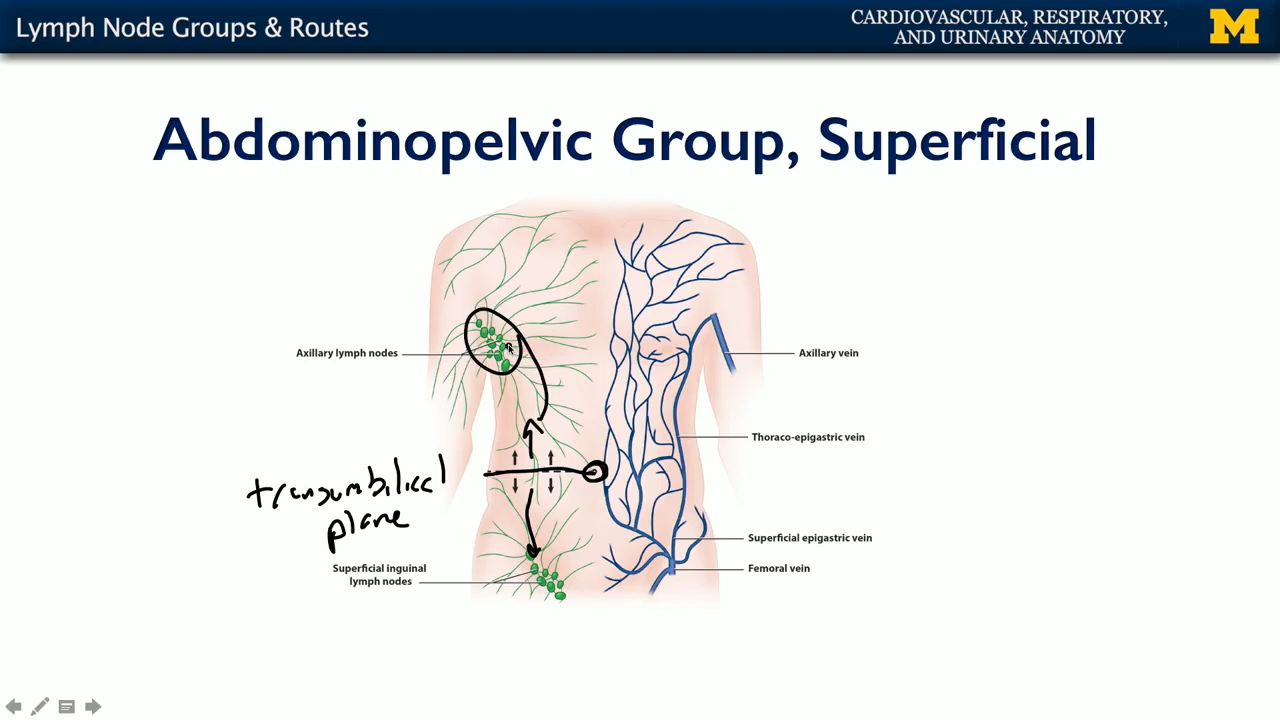 Lymph Node Groups & Routes
CARDIOVASCULAR, RESPIRATORY,
AND URINARY ANATOMY
M
Abdominopelvic Group, Superficial
Axillary lymph nodes
Axillary vein
Thoraco-epigastric vein
transumbilical
plane
Superficial epigastric vein
Superficial inguinal
lymph nodes
Femoral vein